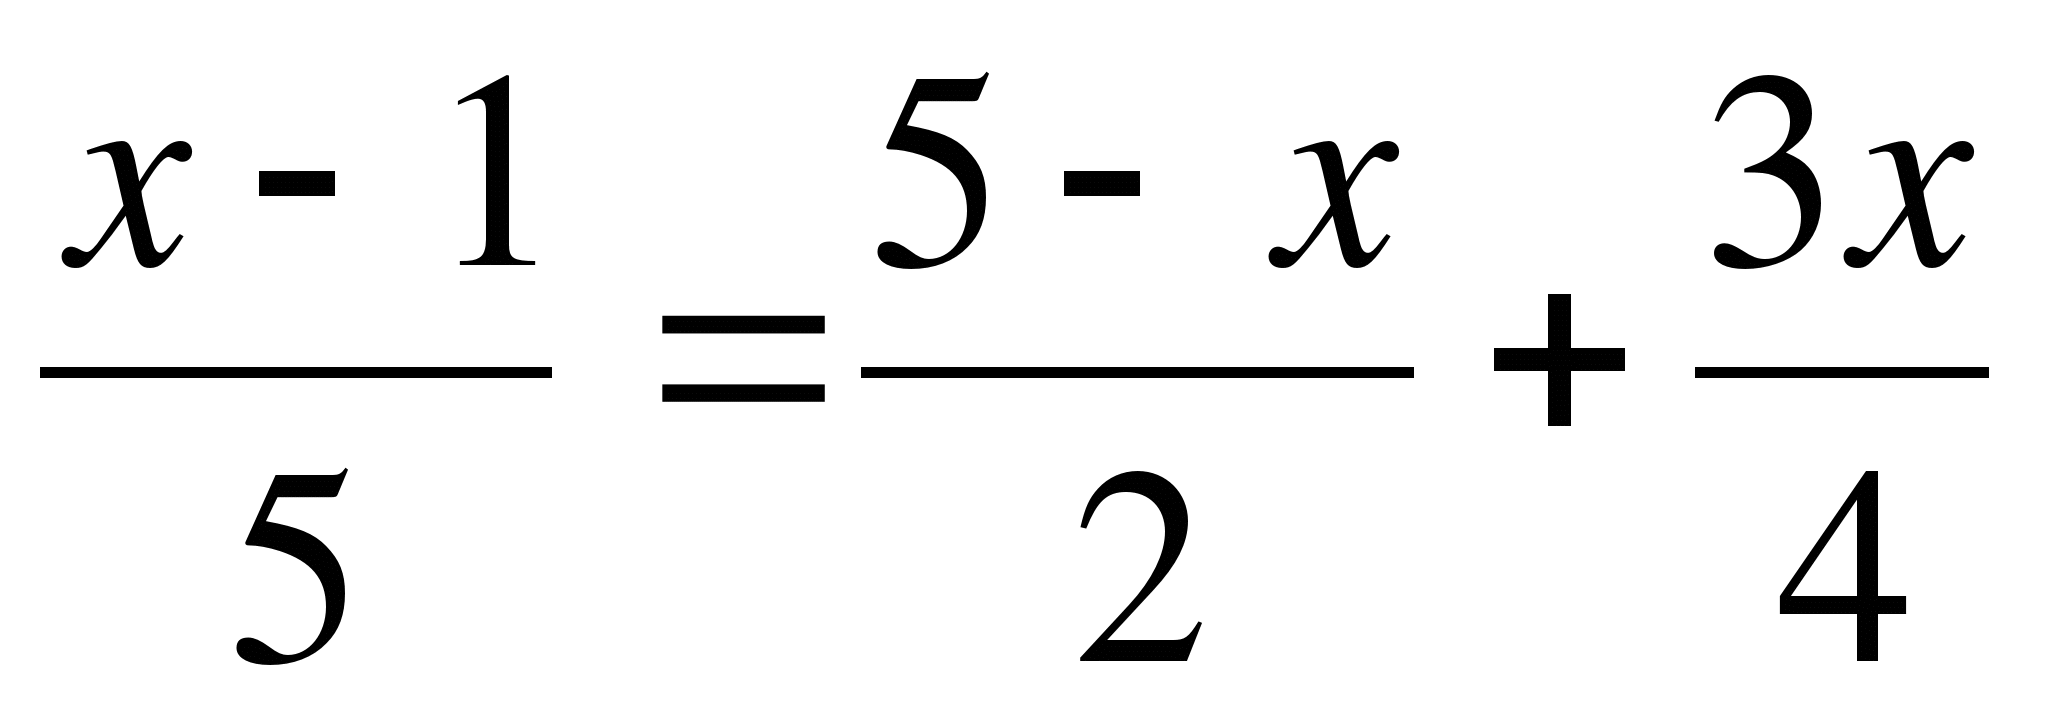 x - 1 / 5 = 5 - x / 2 + 3x / 4